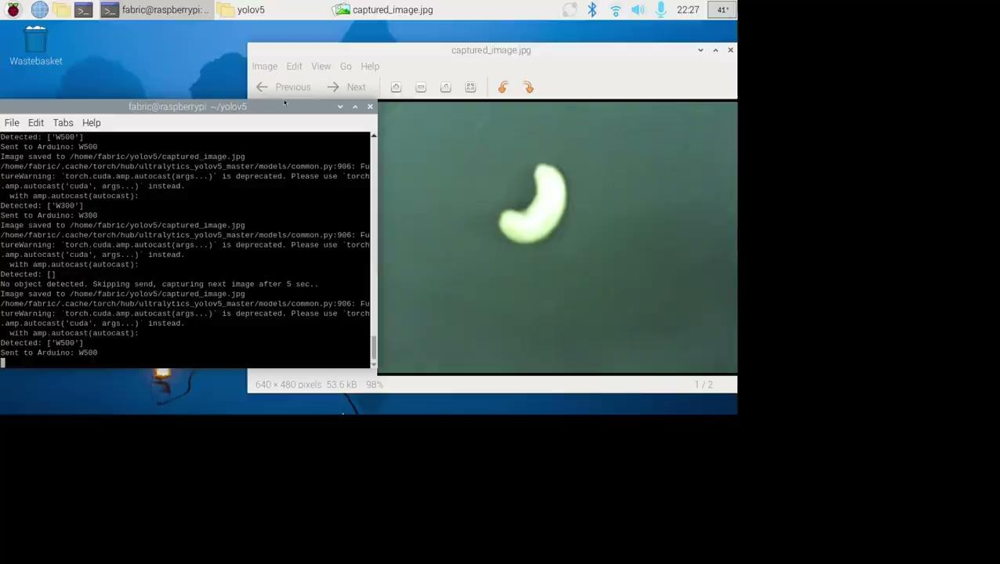 fabric@raspberrypi: ..
yolov5
captured_image.jpg
22:27
41°
Wastebasket
captured_image.jpg
Image Edit View Go Help
Previous Next
fabric@raspberrypi: ~/yolov5
File Edit Tabs Help
Detected: ['W500']
Sent to Arduino: W500
Image saved to /home/fabric/yolov5/captured_image.jpg
/home/fabric/.cache/torch/hub/ultralytics_yolov5_master/models/common.py:906: Fu
tureWarning: `torch.cuda.amp.autocast(args...)` is deprecated. Please use `torch
.amp.autocast('cuda', args...)` instead.
with amp.autocast(autocast):
Detected: ['W300']
Sent to Arduino: W300
Image saved to /home/fabric/yolov5/captured_image.jpg
/home/fabric/.cache/torch/hub/ultralytics_yolov5_master/models/common.py:906: Fu
tureWarning: `torch.cuda.amp.autocast(args...)` is deprecated. Please use `torch
.amp.autocast('cuda', args...)` instead.
with amp.autocast(autocast):
Detected: []
No object detected. Skipping send, capturing next image after 5 sec..
Image saved to /home/fabric/yolov5/captured_image.jpg
/home/fabric/.cache/torch/hub/ultralytics_yolov5_master/models/common.py:906: Fu
tureWarning: `torch.cuda.amp.autocast(args...)` is deprecated. Please use `torch
.amp.autocast('cuda', args...)` instead.
with amp.autocast(autocast):
Detected: ['W500']
Sent to Arduino: W500
640 × 480 pixels 53.6 kB 98%
1 / 2